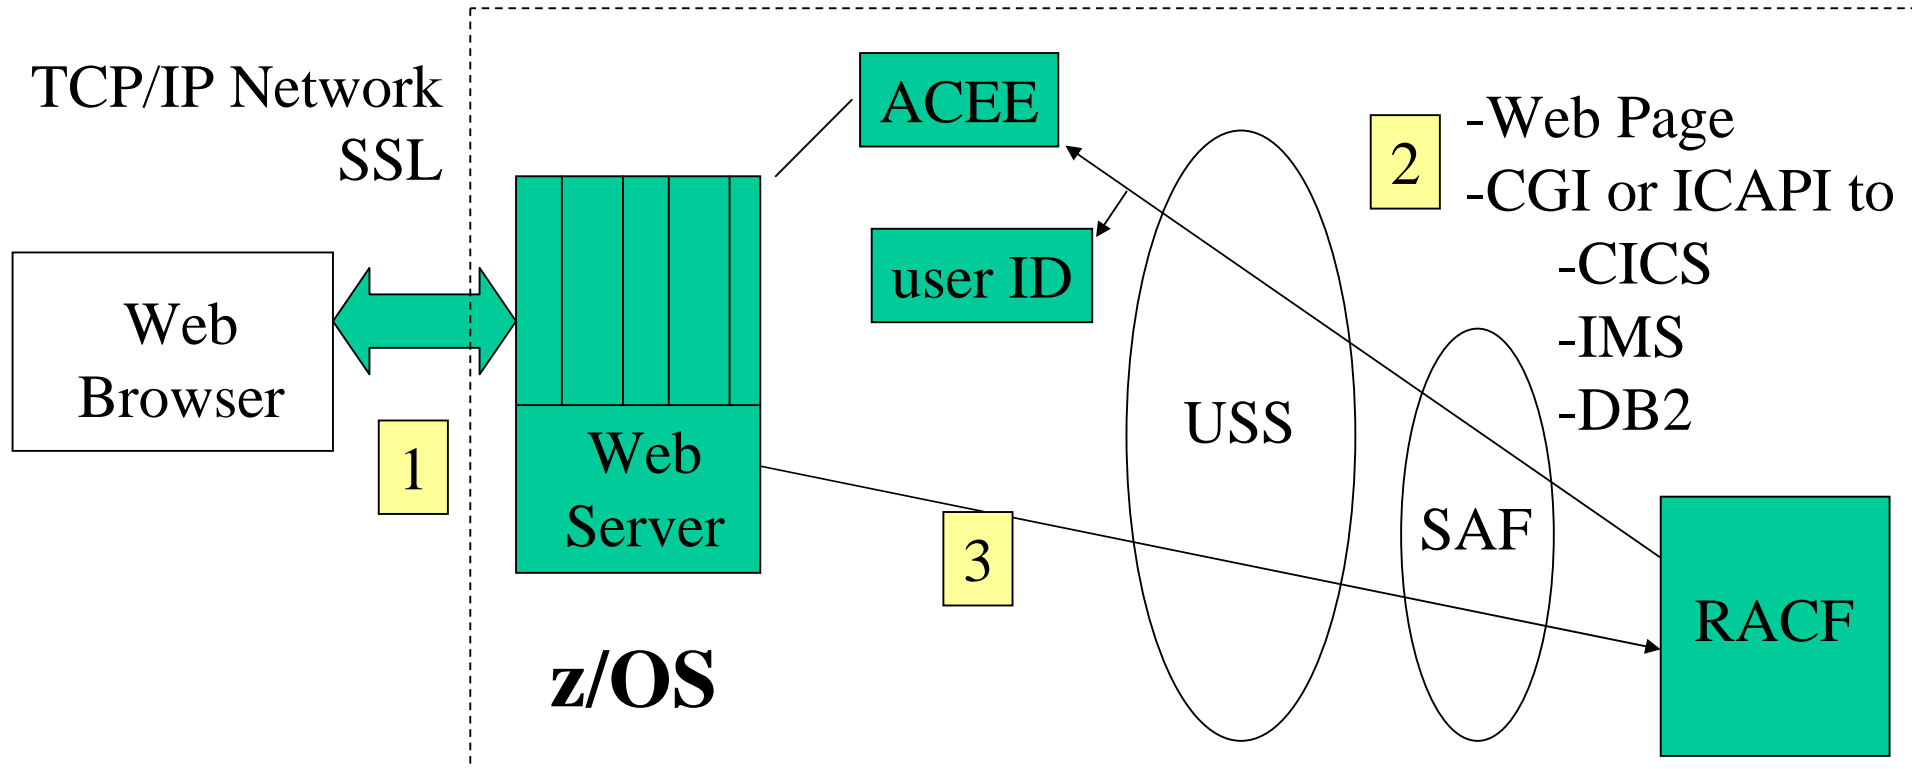 TCP/IP Network
SSL
Web
Browser
1
ACEE
user ID
Web
Server
z/OS
3
USS
SAF
2
-Web Page
-CGI or ICAPI to
-CICS
-IMS
-DB2
RACF